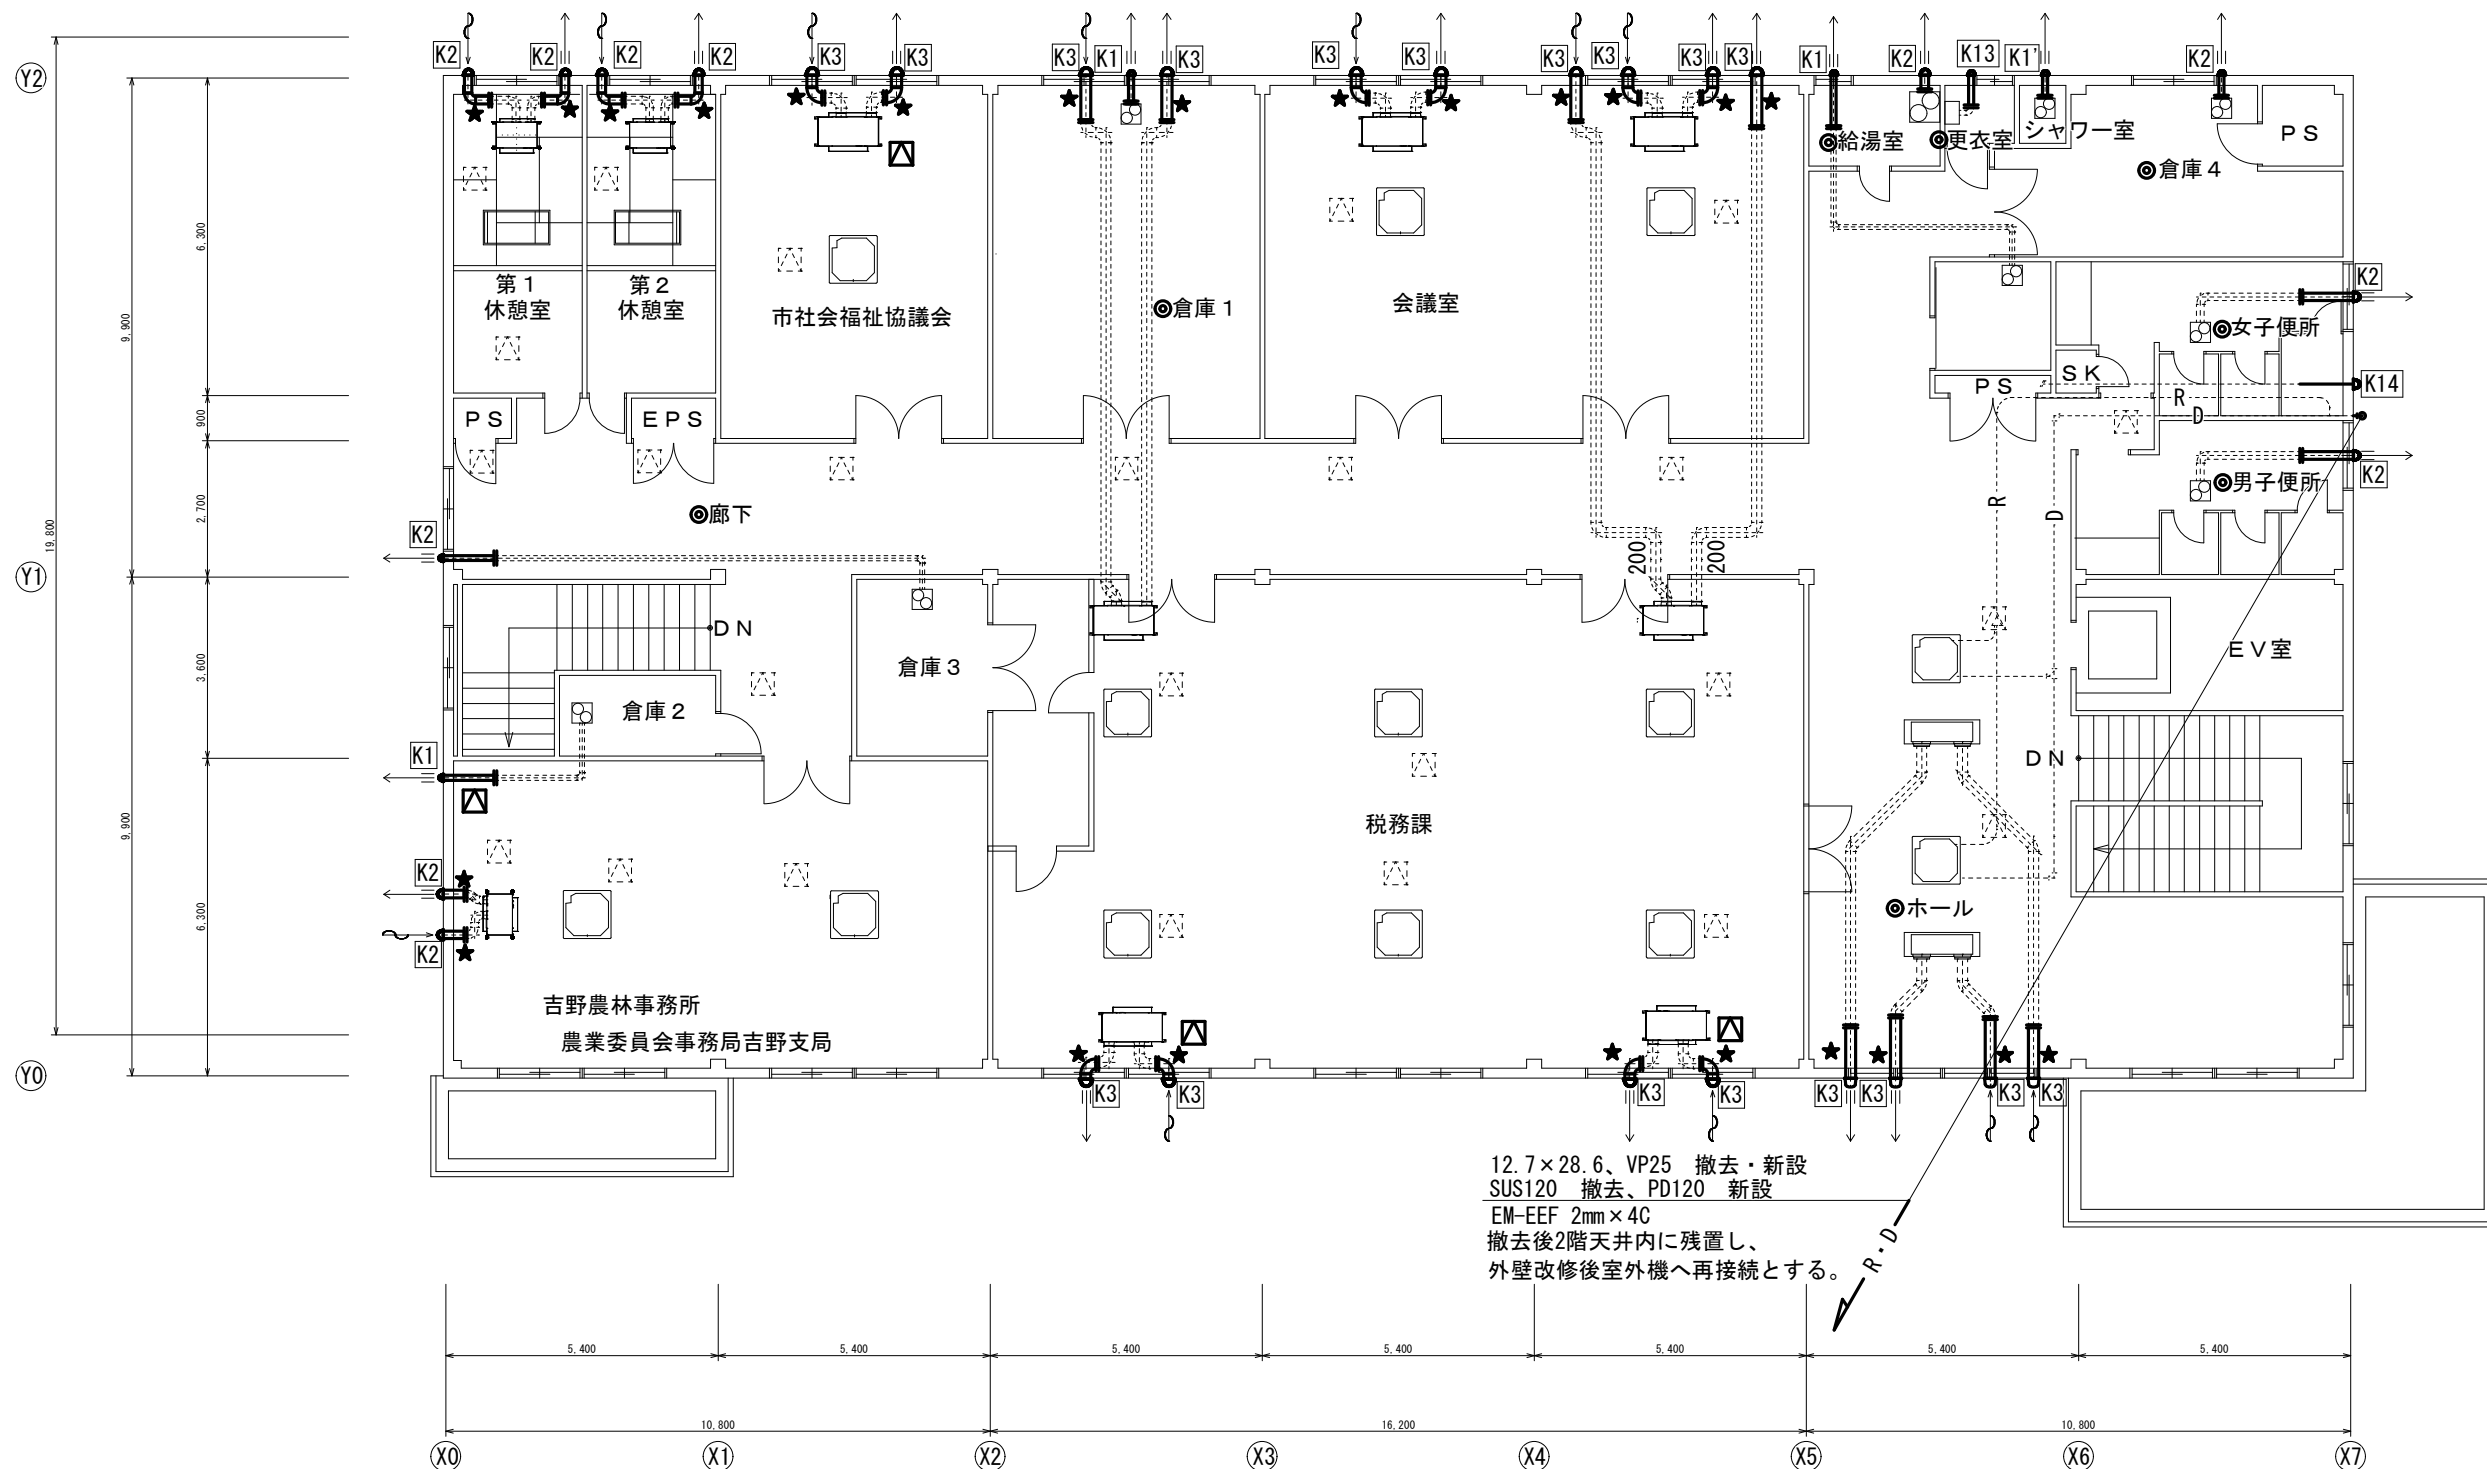 K2
K2
K2
K2
K3
K3
K3
K1
K3
K3
K3
K3
K3
K3
K3
K1
K2
K13
K1'
K2
Y2
給湯室
更衣室
シャワー室
PS
倉庫4
6,300
9,900
19,800
第1
休憩室
第2
休憩室
市社会福祉協議会
倉庫1
会議室
K2
女子便所
K14
SK
PS
R
D
PS
EPS
900
2,700
廊下
K2
男子便所
K2
R
D
200
200
Y1
DN
倉庫3
EV室
3,600
倉庫2
K1
DN
9,900
税務課
K2
6,300
K2
ホール
吉野農林事務所
農業委員会事務局吉野支局
Y0
K3
K3
K3
K3
K3
K3
K3
K3
12.7×28.6、VP25 撤去・新設
SUS120 撤去、PD120 新設
EM-EEF 2mm×4C
撤去後2階天井内に残置し、
外壁改修後室外機へ再接続とする。
R・D
5,400
5,400
5,400
5,400
5,400
5,400
5,400
10,800
16,200
10,800
X0
X1
X2
X3
X4
X5
X6
X7